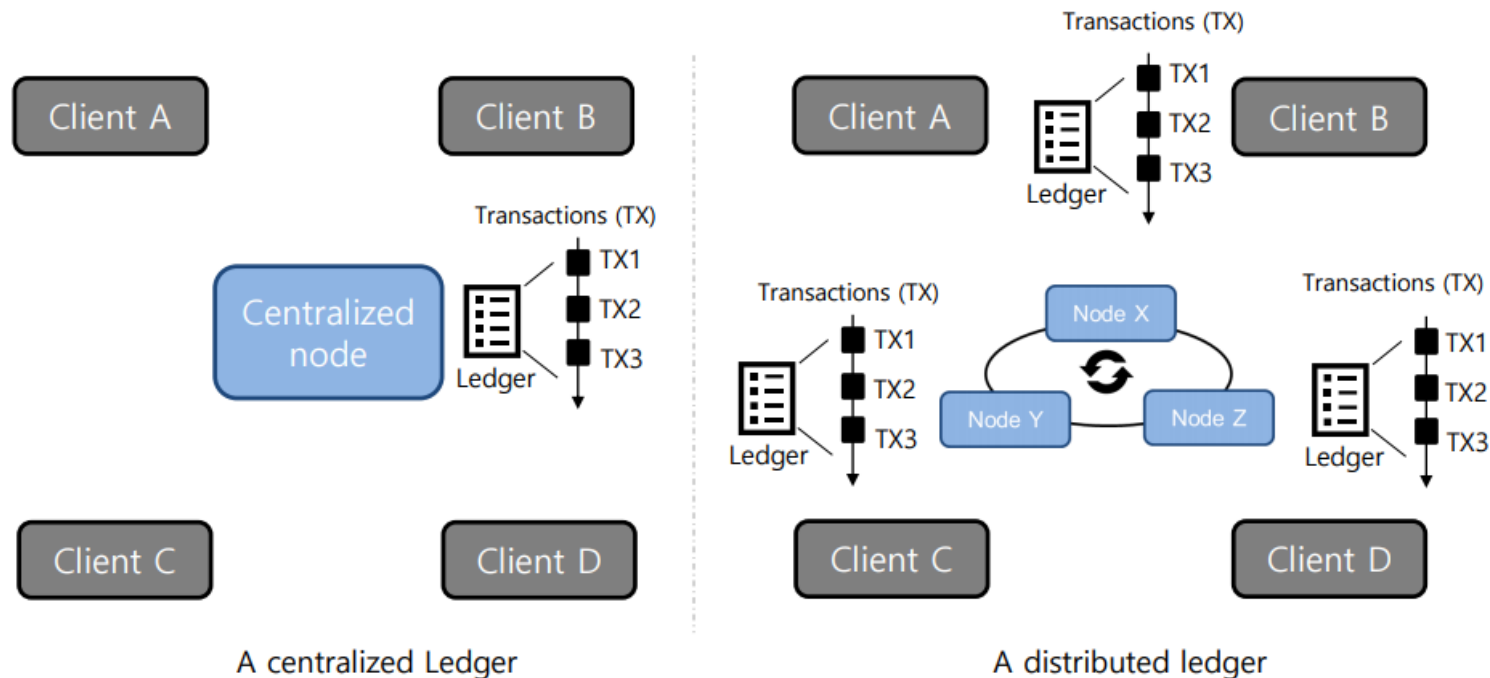 Client A
Client B
Transactions (TX)
TX1
TX2
TX3
Centralized
node
Ledger
Client C
Client D
A centralized Ledger
Transactions (TX)
TX1
TX2
TX3
Client A
Ledger
Client B
Transactions (TX)
TX1
TX2
TX3
Ledger
Node X
Node Y
Node Z
Transactions (TX)
TX1
TX2
TX3
Ledger
Client C
Client D
A distributed ledger